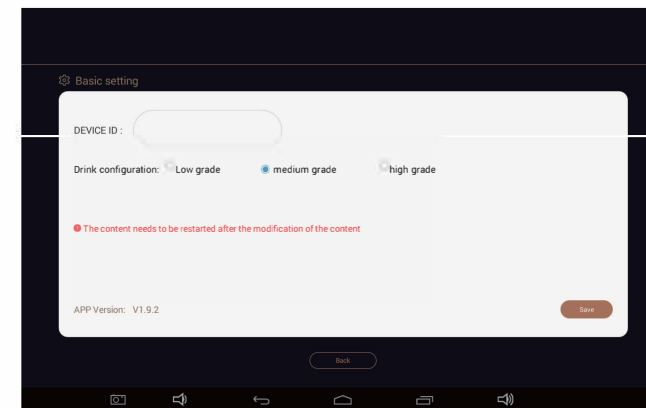 Basic setting
DEVICE ID :
Drink configuration: Low grade medium grade high grade
The content needs to be restarted after the modification of the content
APP Version: V1.9.2
Save
Back